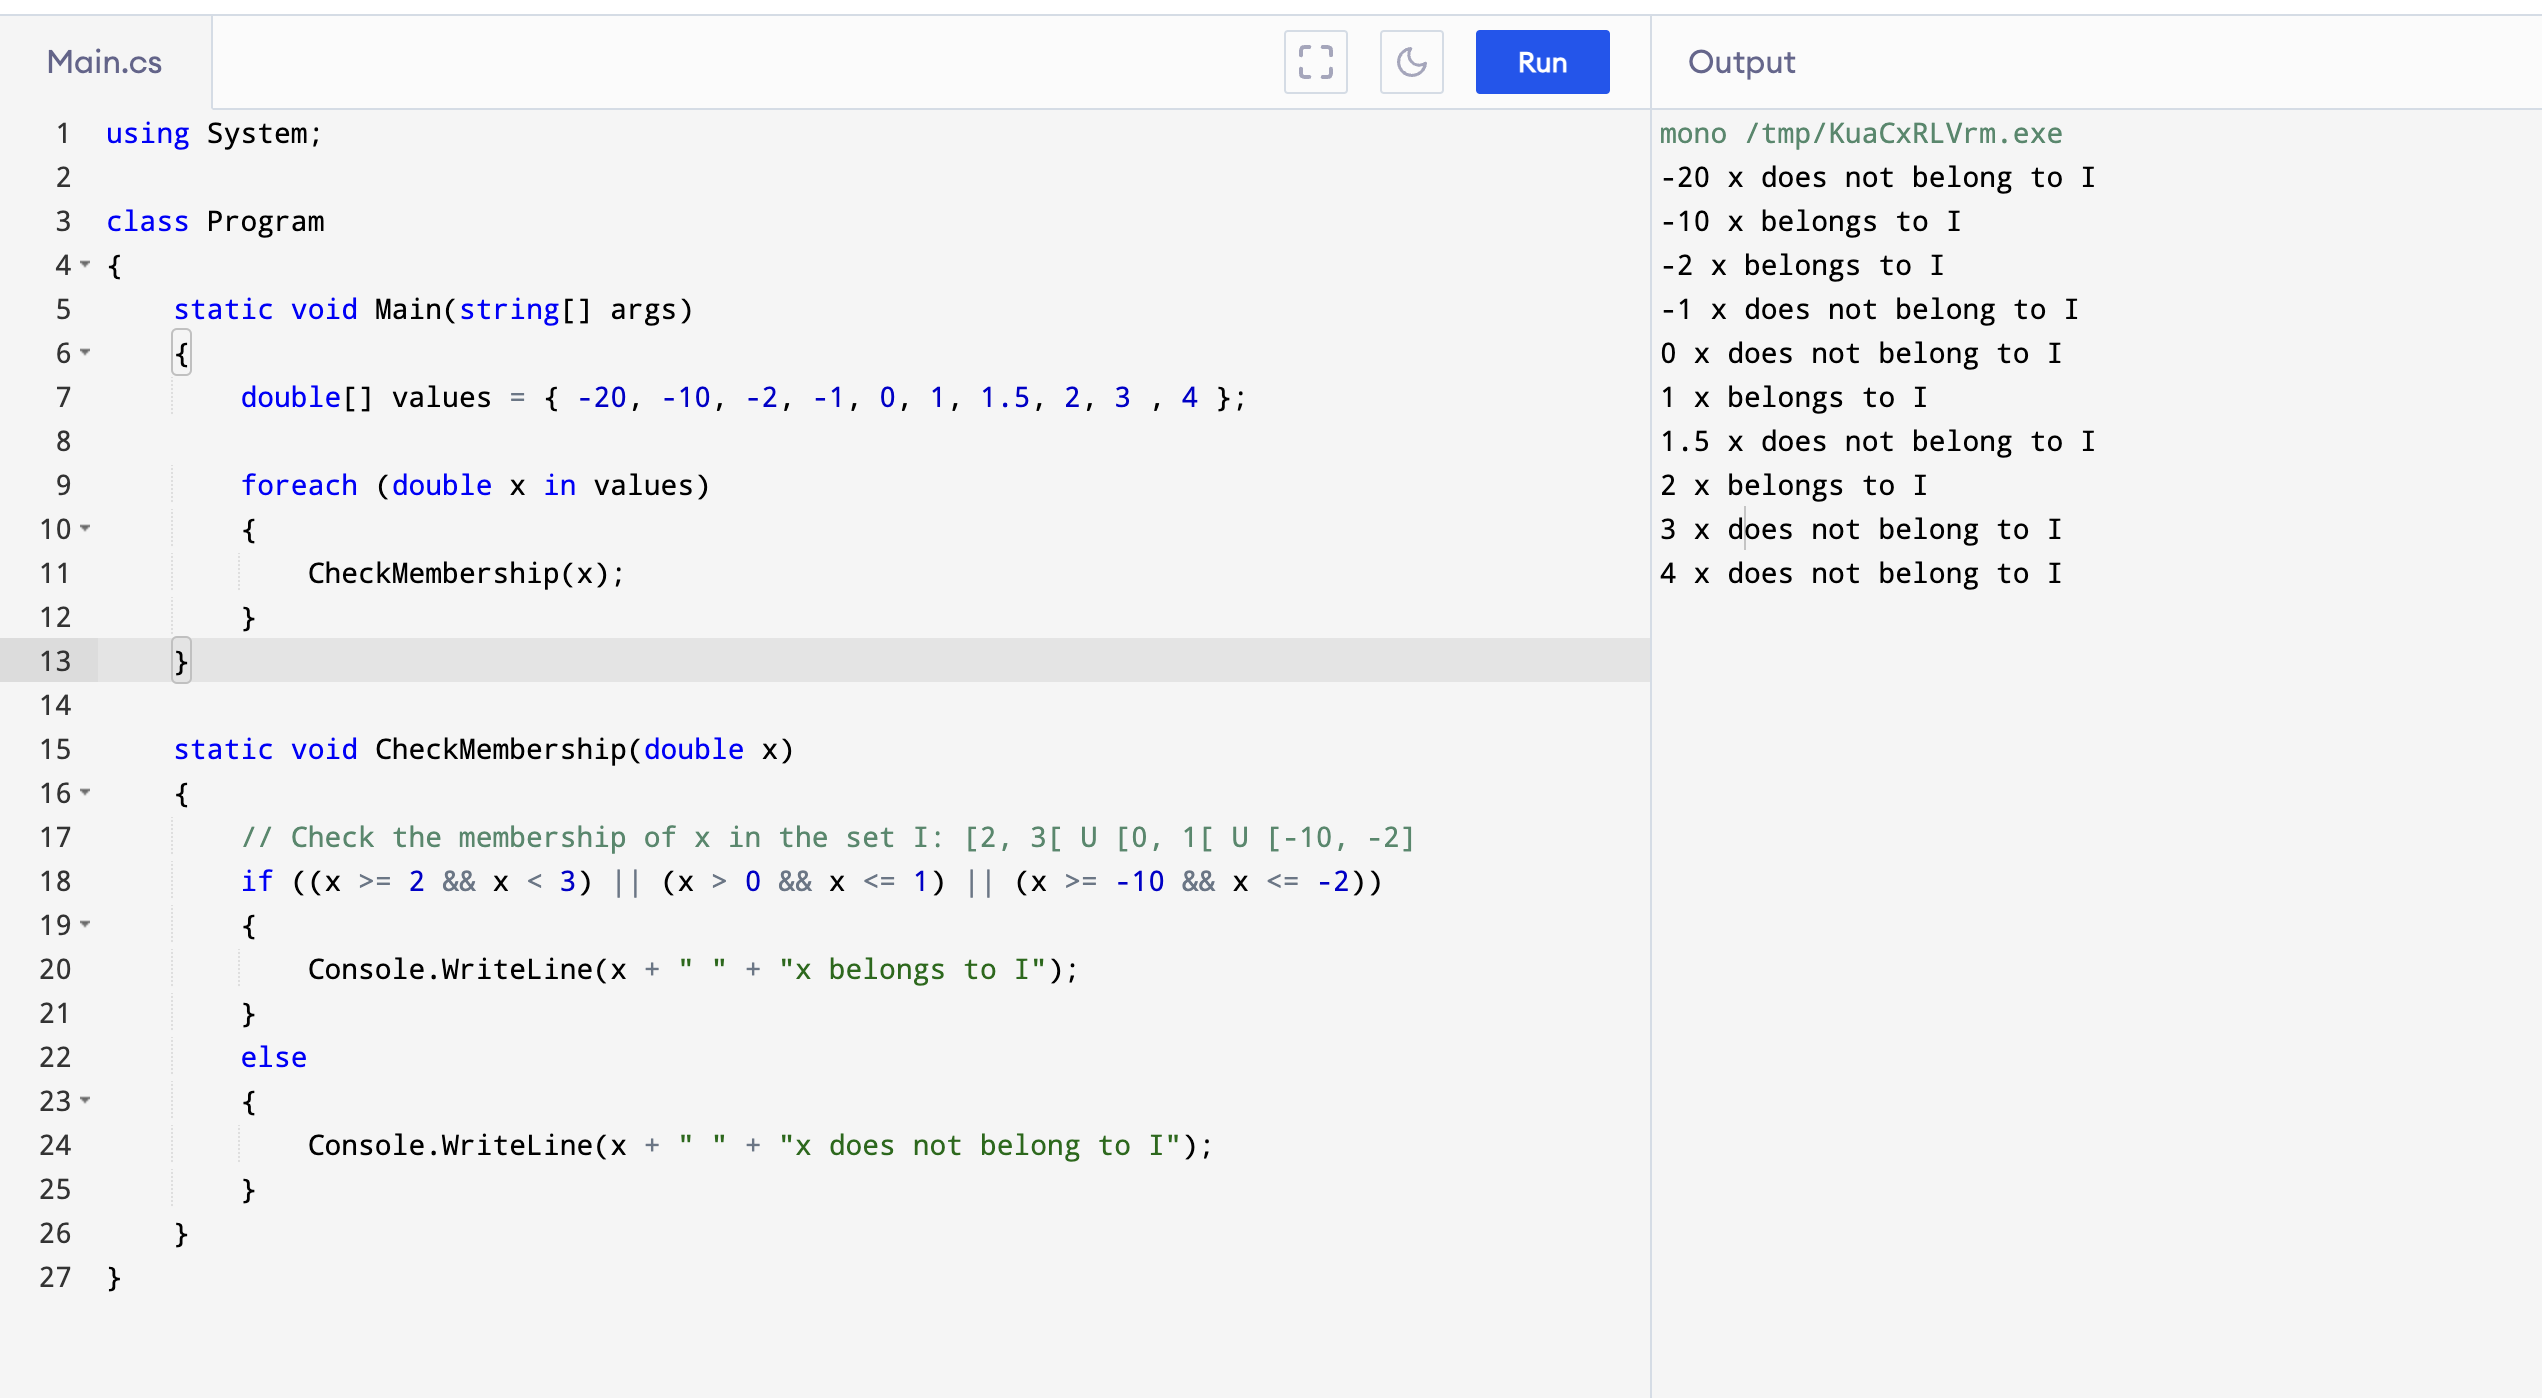 Main.cs
Run
Output
1 using System;
2
3 class Program
4 {
5     static void Main(string[] args)
6     {
7         double[] values = { -20, -10, -2, -1, 0, 1, 1.5, 2, 3 , 4 };
8
9         foreach (double x in values)
10         {
11             CheckMembership(x);
12         }
13     }
14
15     static void CheckMembership(double x)
16     {
17         // Check the membership of x in the set I: [2, 3[ U [0, 1[ U [-10, -2]
18         if ((x >= 2 && x < 3) || (x > 0 && x <= 1) || (x >= -10 && x <= -2))
19         {
20             Console.WriteLine(x + " " + "x belongs to I");
21         }
22         else
23         {
24             Console.WriteLine(x + " " + "x does not belong to I");
25         }
26     }
27 }
mono /tmp/KuaCxRLVrm.exe
-20 x does not belong to I
-10 x belongs to I
-2 x belongs to I
-1 x does not belong to I
0 x does not belong to I
1 x belongs to I
1.5 x does not belong to I
2 x belongs to I
3 x does not belong to I
4 x does not belong to I